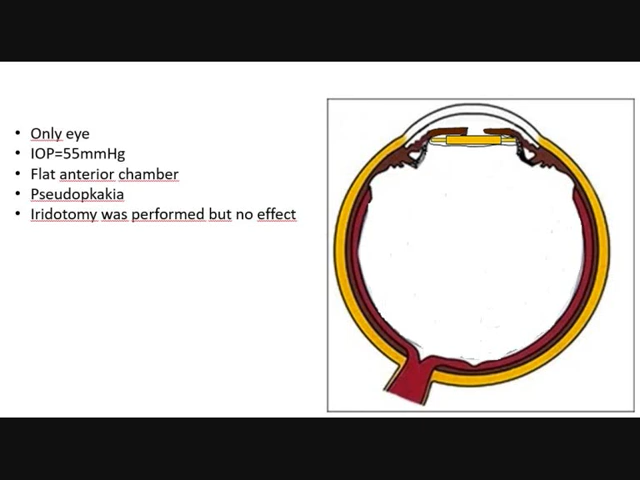 • Only eye
• IOP=55mmHg
• Flat anterior chamber
• Pseudopkakia
• Iridotomy was performed but no effect